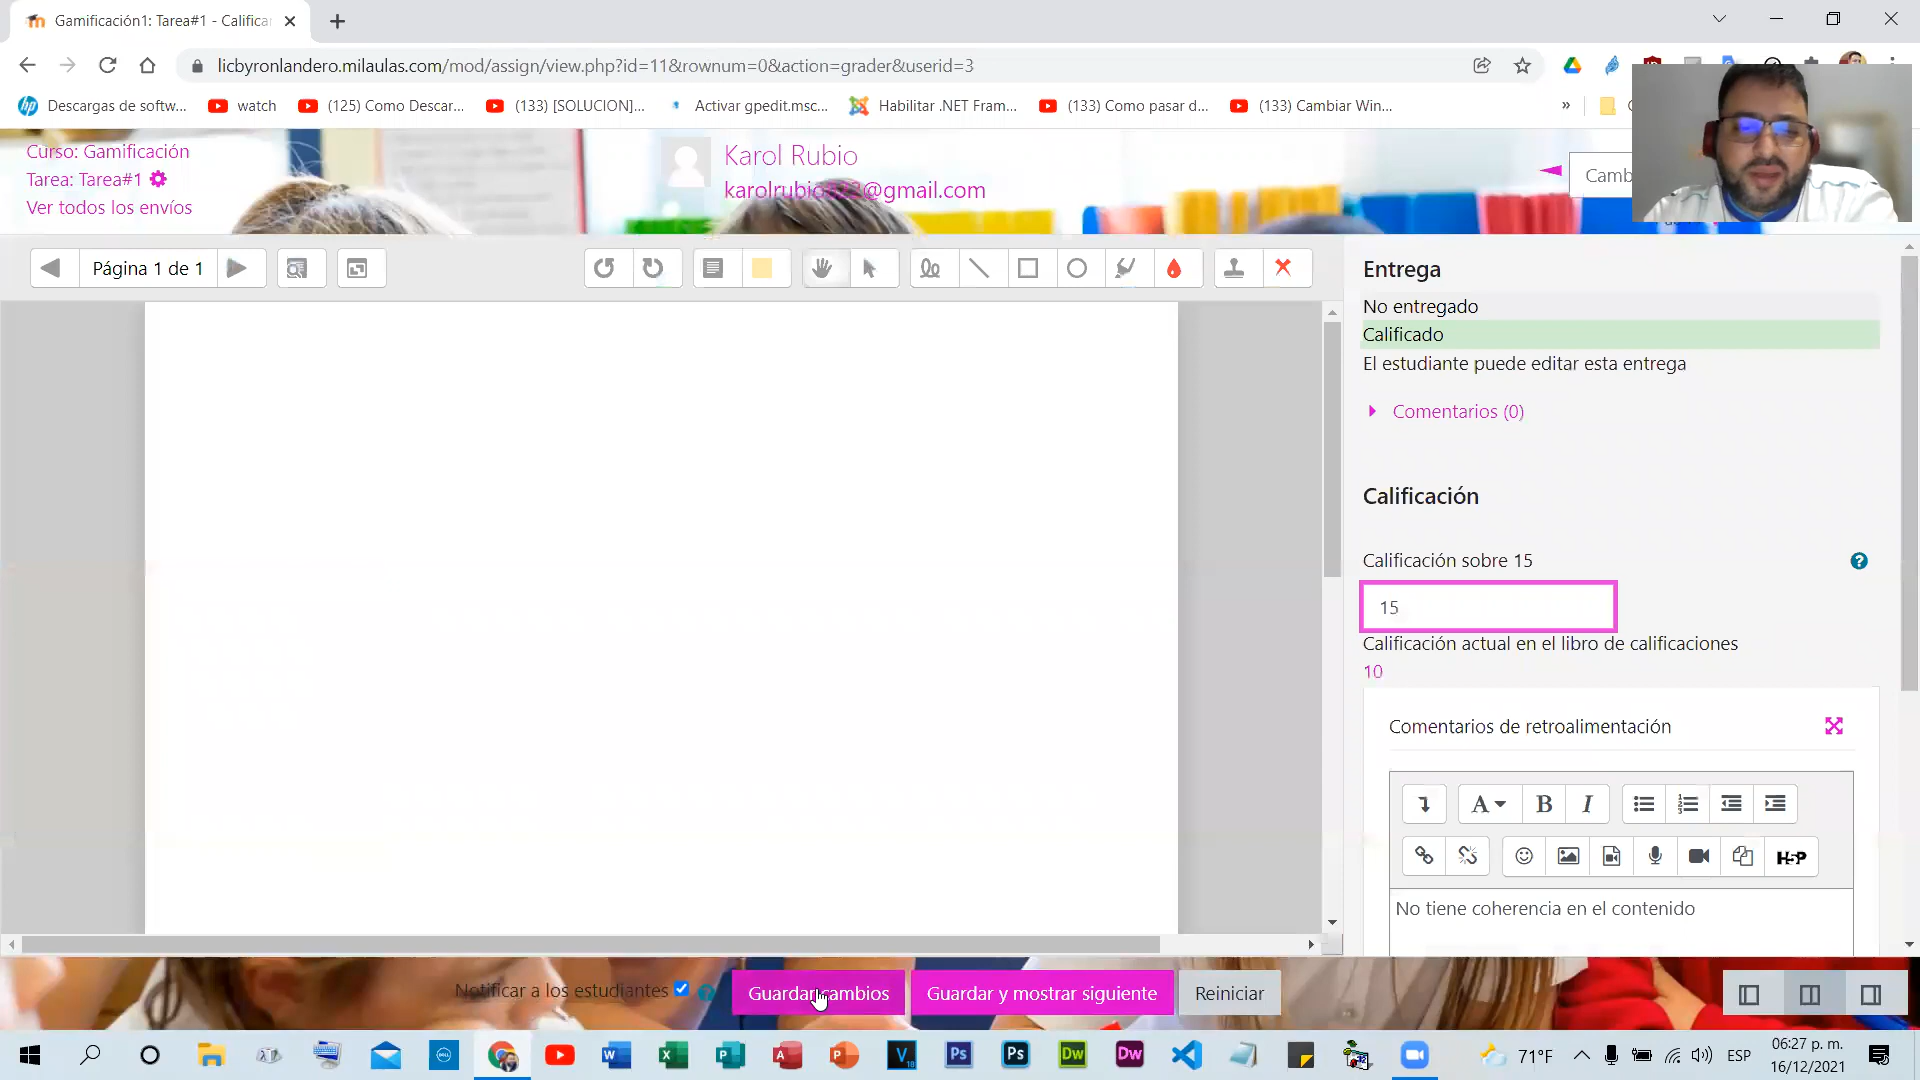 Gamificación1: Tarea#1 - Califica
licbyronlandero.milaulas.com/mod/assign/view.php?id=11&rownum=0&action=grader&userid=3
Descargas de softw...
watch
(125) Como Descar...
(133) [SOLUCION]...
Activar gpedit.msc...
Habilitar .NET Fram...
(133) Como pasar d...
(133) Cambiar Win...
»
Curso: Gamificación
Tarea: Tarea#1
Ver todos los envíos
Karol Rubio
Camb
Página 1 de 1
Entrega
No entregado
Calificado
El estudiante puede editar esta entrega
Comentarios (0)
Calificación
Calificación sobre 15
15
Calificación actual en el libro de calificaciones
10
Comentarios de retroalimentación
A
B
I
H5P
No tiene coherencia en el contenido
Notificar a los estudiantes
Guardar cambios
Guardar y mostrar siguiente
Reiniciar
71°F
ESP
06:27 p. m.
16/12/2021